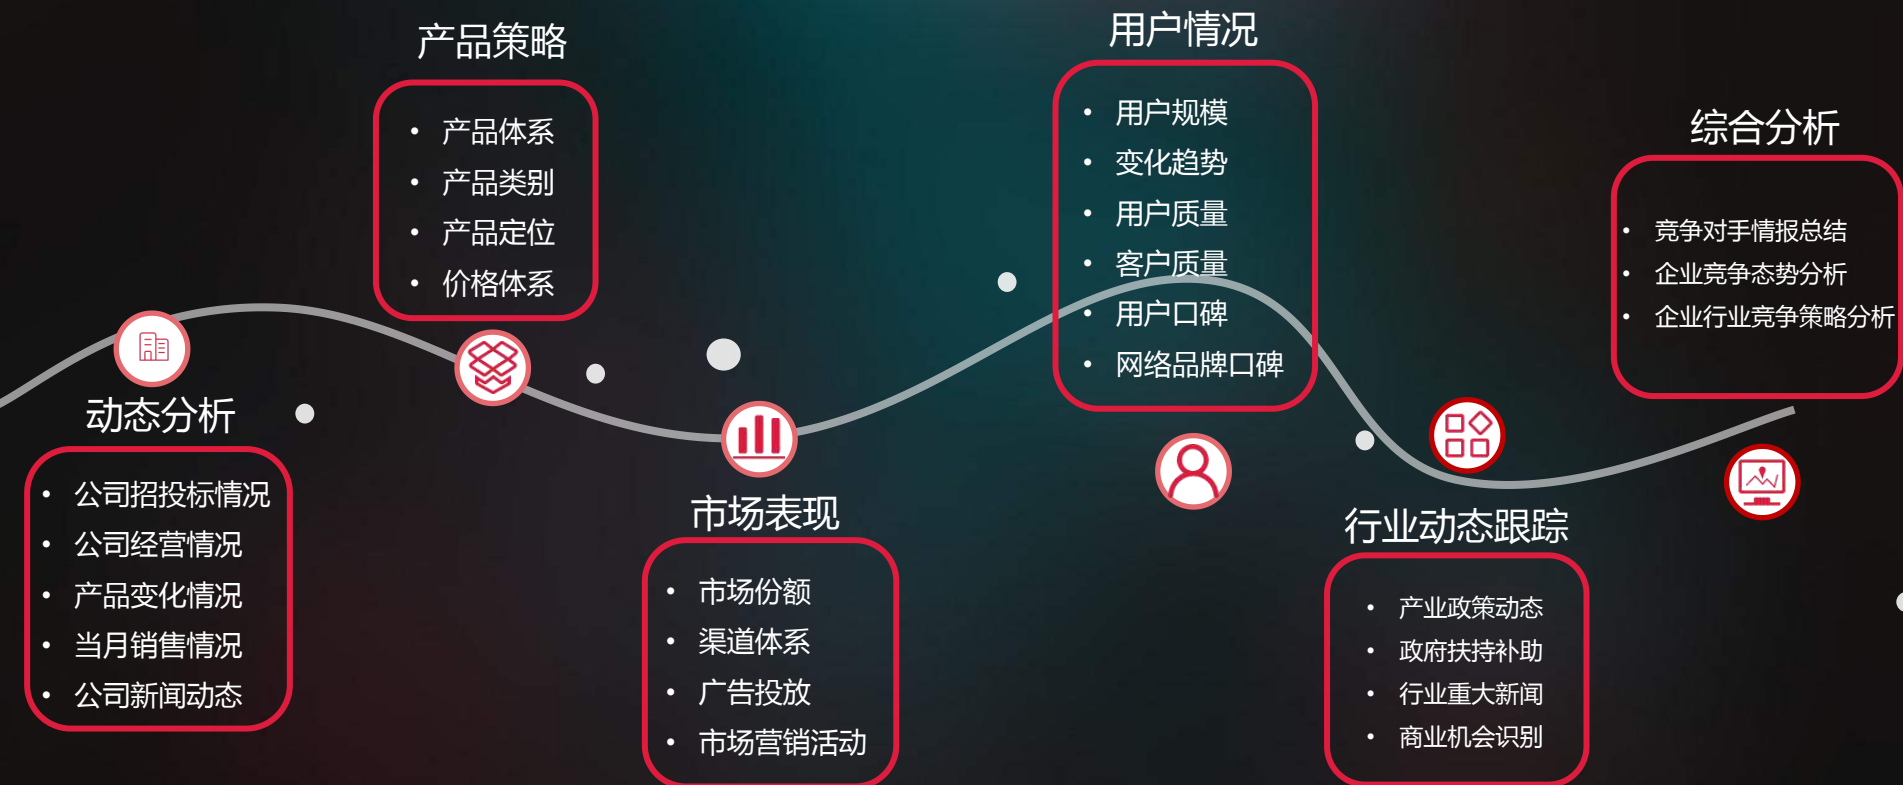 动态分析
• 公司招投标情况
• 公司经营情况
• 产品变化情况
• 当月销售情况
• 公司新闻动态
产品策略
• 产品体系
• 产品类别
• 产品定位
• 价格体系
市场表现
• 市场份额
• 渠道体系
• 广告投放
• 市场营销活动
用户情况
• 用户规模
• 变化趋势
• 用户质量
• 客户质量
• 用户口碑
• 网络品牌口碑
行业动态跟踪
• 产业政策动态
• 政府扶持补助
• 行业重大新闻
• 商业机会识别
综合分析
• 竞争对手情报总结
• 企业竞争态势分析
• 企业行业竞争策略分析